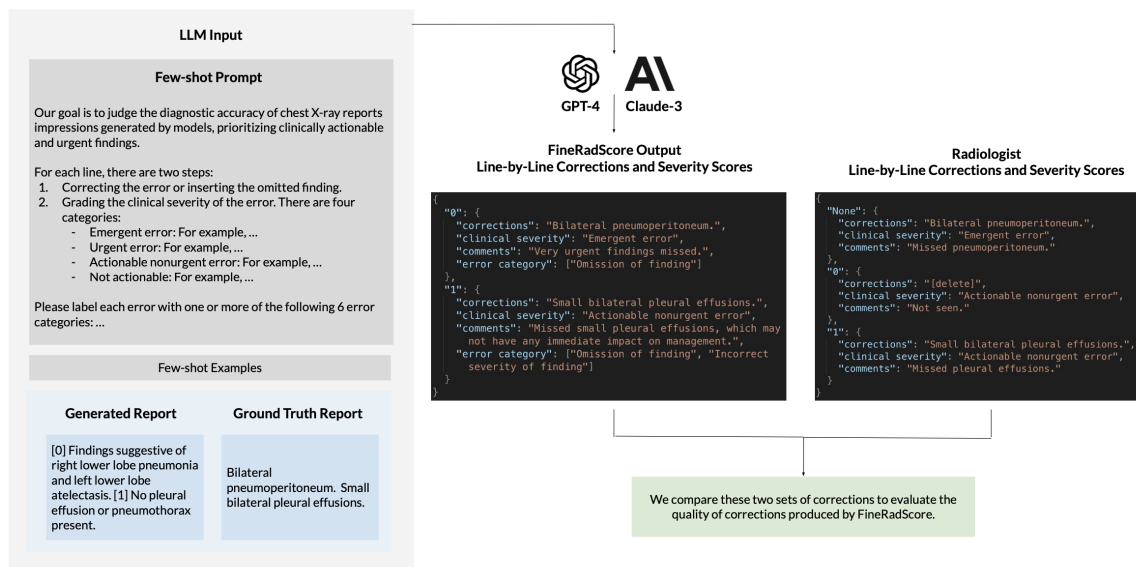 LLM Input
Few-shot Prompt
Our goal is to judge the diagnostic accuracy of chest X-ray reports
impressions generated by models, prioritizing clinically actionable
and urgent findings.
For each line, there are two steps:
1. Correcting the error or inserting the omitted finding.
2. Grading the clinical severity of the error. There are four
categories:
- Emergent error: For example, ...
- Urgent error: For example, ...
- Actionable nonurgent error: For example, ...
- Not actionable: For example, ...
Please label each error with one or more of the following 6 error
categories: ...
Few-shot Examples
Generated Report
[0] Findings suggestive of
right lower lobe pneumonia
and left lower lobe
atelectasis. [1] No pleural
effusion or pneumothorax
present.
Ground Truth Report
Bilateral
pneumoperitoneum. Small
bilateral pleural effusions.
GPT-4
Claude-3
FineRadScore Output
Line-by-Line Corrections and Severity Scores
{
"0": {
"corrections": "Bilateral pneumoperitoneum.",
"clinical severity": "Emergent error",
"comments": "Very urgent findings missed.",
"error category": ["Omission of finding"]
},
"1": {
"corrections": "Small bilateral pleural effusions.",
"clinical severity": "Actionable nonurgent error",
"comments": "Missed small pleural effusions, which may
not have any immediate impact on management.",
"error category": ["Omission of finding", "Incorrect
severity of finding"]
}
}
Radiologist
Line-by-Line Corrections and Severity Scores
{
"None": {
"corrections": "Bilateral pneumoperitoneum.",
"clinical severity": "Emergent error",
"comments": "Missed pneumoperitoneum."
},
"0": {
"corrections": "[delete]",
"clinical severity": "Actionable nonurgent error",
"comments": "Not seen."
},
"1": {
"corrections": "Small bilateral pleural effusions.",
"clinical severity": "Actionable nonurgent error",
"comments": "Missed pleural effusions."
}
}
We compare these two sets of corrections to evaluate the
quality of corrections produced by FineRadScore.